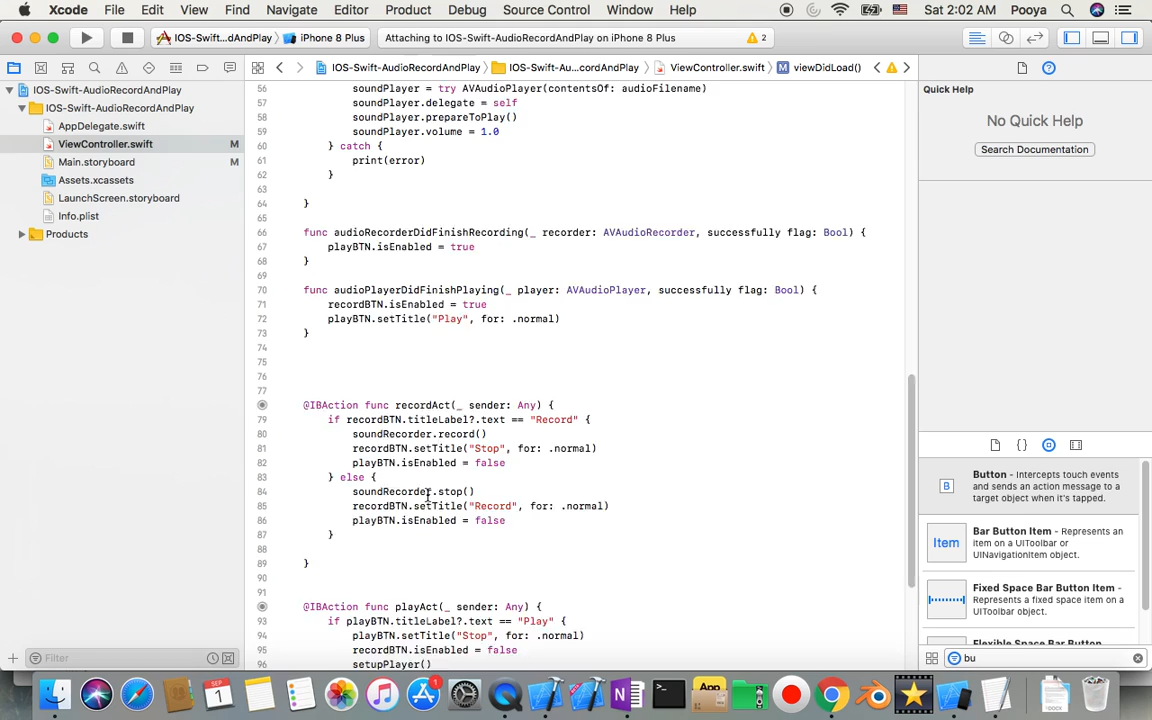 Xcode File Edit View Find Navigate Editor Product Debug Source Control Window Help Sat 2:02 AM Pooya
IOS-Swift...dAndPlay iPhone 8 Plus Attaching to IOS-Swift-AudioRecordAndPlay on iPhone 8 Plus 2
IOS-Swift-AudioRecordAndPlay IOS-Swift-Au...cordAndPlay ViewController.swift M viewDidLoad()
IOS-Swift-AudioRecordAndPlay
IOS-Swift-AudioRecordAndPlay
AppDelegate.swift
ViewController.swift M
Main.storyboard M
Assets.xcassets
LaunchScreen.storyboard
Info.plist
Products
Filter
56 soundPlayer = try AVAudioPlayer(contentsOf: audioFilename)
57 soundPlayer.delegate = self
58 soundPlayer.prepareToPlay()
59 soundPlayer.volume = 1.0
60 } catch {
61 print(error)
62 }
63
64 }
65
66 func audioRecorderDidFinishRecording(_ recorder: AVAudioRecorder, successfully flag: Bool) {
67 playBTN.isEnabled = true
68 }
69
70 func audioPlayerDidFinishPlaying(_ player: AVAudioPlayer, successfully flag: Bool) {
71 recordBTN.isEnabled = true
72 playBTN.setTitle("Play", for: .normal)
73 }
74
75
76
77
@IBAction func recordAct(_ sender: Any) {
79 if recordBTN.titleLabel?.text == "Record" {
80 soundRecorder.record()
81 recordBTN.setTitle("Stop", for: .normal)
82 playBTN.isEnabled = false
83 } else {
84 soundRecorder.stop()
85 recordBTN.setTitle("Record", for: .normal)
86 playBTN.isEnabled = false
87 }
88
89 }
90
91
@IBAction func playAct(_ sender: Any) {
93 if playBTN.titleLabel?.text == "Play" {
94 playBTN.setTitle("Stop", for: .normal)
95 recordBTN.isEnabled = false
96 setupPlayer()
Quick Help
No Quick Help
Search Documentation
{}
B
Button - Intercepts touch events
and sends an action message to a
target object when it's tapped.
Item
Bar Button Item - Represents an
item on a UIToolbar or
UINavigationItem object.
Fixed Space Bar Button Item -
Represents a fixed space item on a
UIToolbar object.
Flexible Space Bar Button
bu
SEP
1
1
App
DOCX